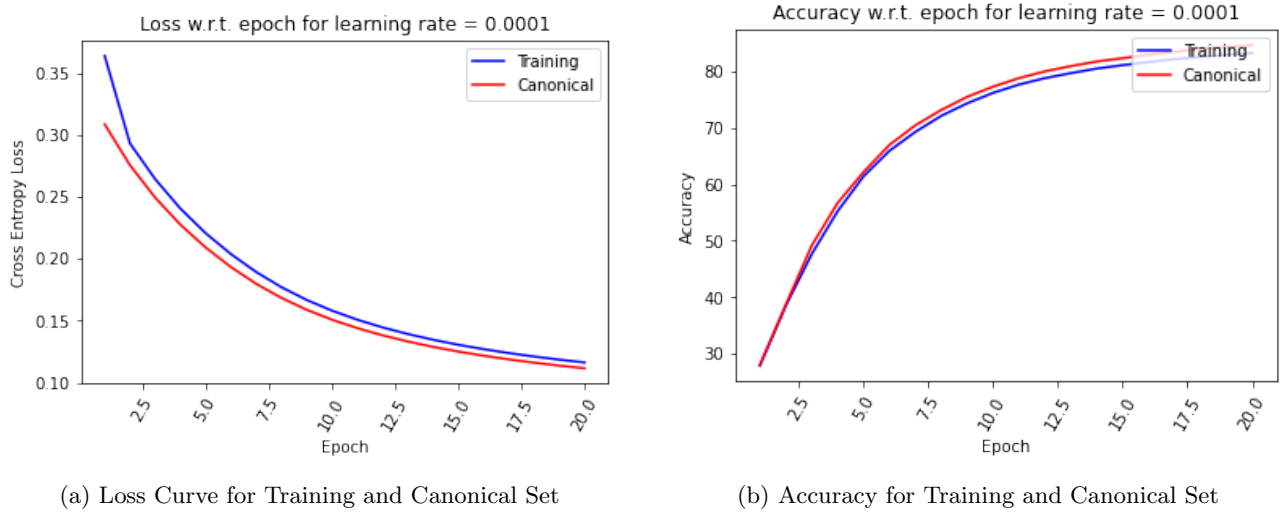 Loss w.r.t. epoch for learning rate = 0.0001
Training
Canonical
Cross Entropy Loss
0.35
0.30
0.25
0.20
0.15
0.10
2.5
5.0
7.5
10.0
12.5
15.0
17.5
20.0
Epoch
(a) Loss Curve for Training and Canonical Set
Accuracy w.r.t. epoch for learning rate = 0.0001
Training
Canonical
Accuracy
80
70
60
50
40
30
2.5
5.0
7.5
10.0
12.5
15.0
17.5
20.0
Epoch
(b) Accuracy for Training and Canonical Set